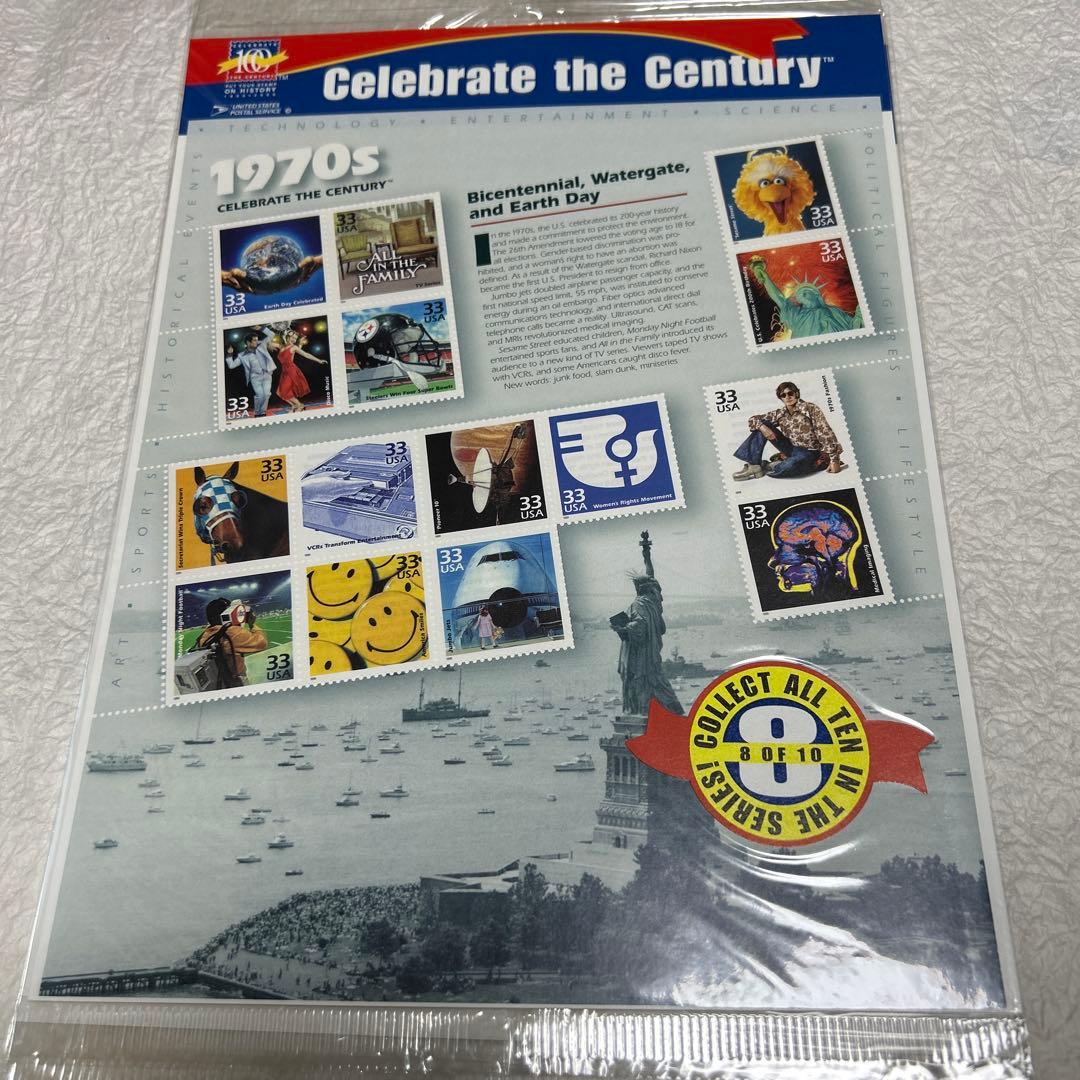 CELEBRATE
100
THE CENTURY
TM
PUT YOUR STAMP
ON HISTORY
UNITED STATES
POSTAL SERVICE
Celebrate the Century™
• TECHNOLOGY • ENTERTAINMENT • SCIENCE •
ART • SPORTS • HISTORICAL EVENTS
POLITICAL FIGURES • LIFESTYLE
1970s
CELEBRATE THE CENTURY™
Bicentennial, Watergate,
and Earth Day
In the 1970s, the U.S. celebrated its 200-year history
and made a commitment to protect the environment.
The 26th Amendment lowered the voting age to 18 for
all elections. Gender-based discrimination was pro-
hibited, and a woman's right to have an abortion was
defined. As a result of the Watergate scandal, Richard Nixon
became the first U.S. President to resign from office.
Jumbo jets doubled airplane passenger capacity, and the
first national speed limit, 55 mph, was instituted to conserve
energy during an oil embargo. Fiber optics advanced
communications technology, and international direct dial
telephone calls became a reality. Ultrasound, CAT scans,
and MRIs revolutionized medical imaging.
Sesame Street educated children, Monday Night Football
entertained sports fans, and All in the Family introduced its
audience to a new kind of TV series. Viewers taped TV shows
with VCRs, and some Americans caught disco fever.
New words: junk food, slam dunk, miniseries
33
USA
Earth Day Celebrated
33
USA
ALL
IN THE
FAMILY
TV Series
33
USA
Disco Music
33
USA
Steelers Win Four Super Bowls
Sesame Street
33
USA
33
USA
U.S. Celebrates 200th Birthday
Secretariat Wins Triple Crown
33
USA
33
USA
VCRs Transform Entertainment
Pioneer 10
33
USA
33
USA
Women's Rights Movement
33
USA
1970s Fashion
33
USA
Medical Imaging
Monday Night Football
33
USA
33
USA
America Smiles
33
USA
Jumbo Jets
COLLECT ALL TEN IN THE SERIES!
8
8 OF 10